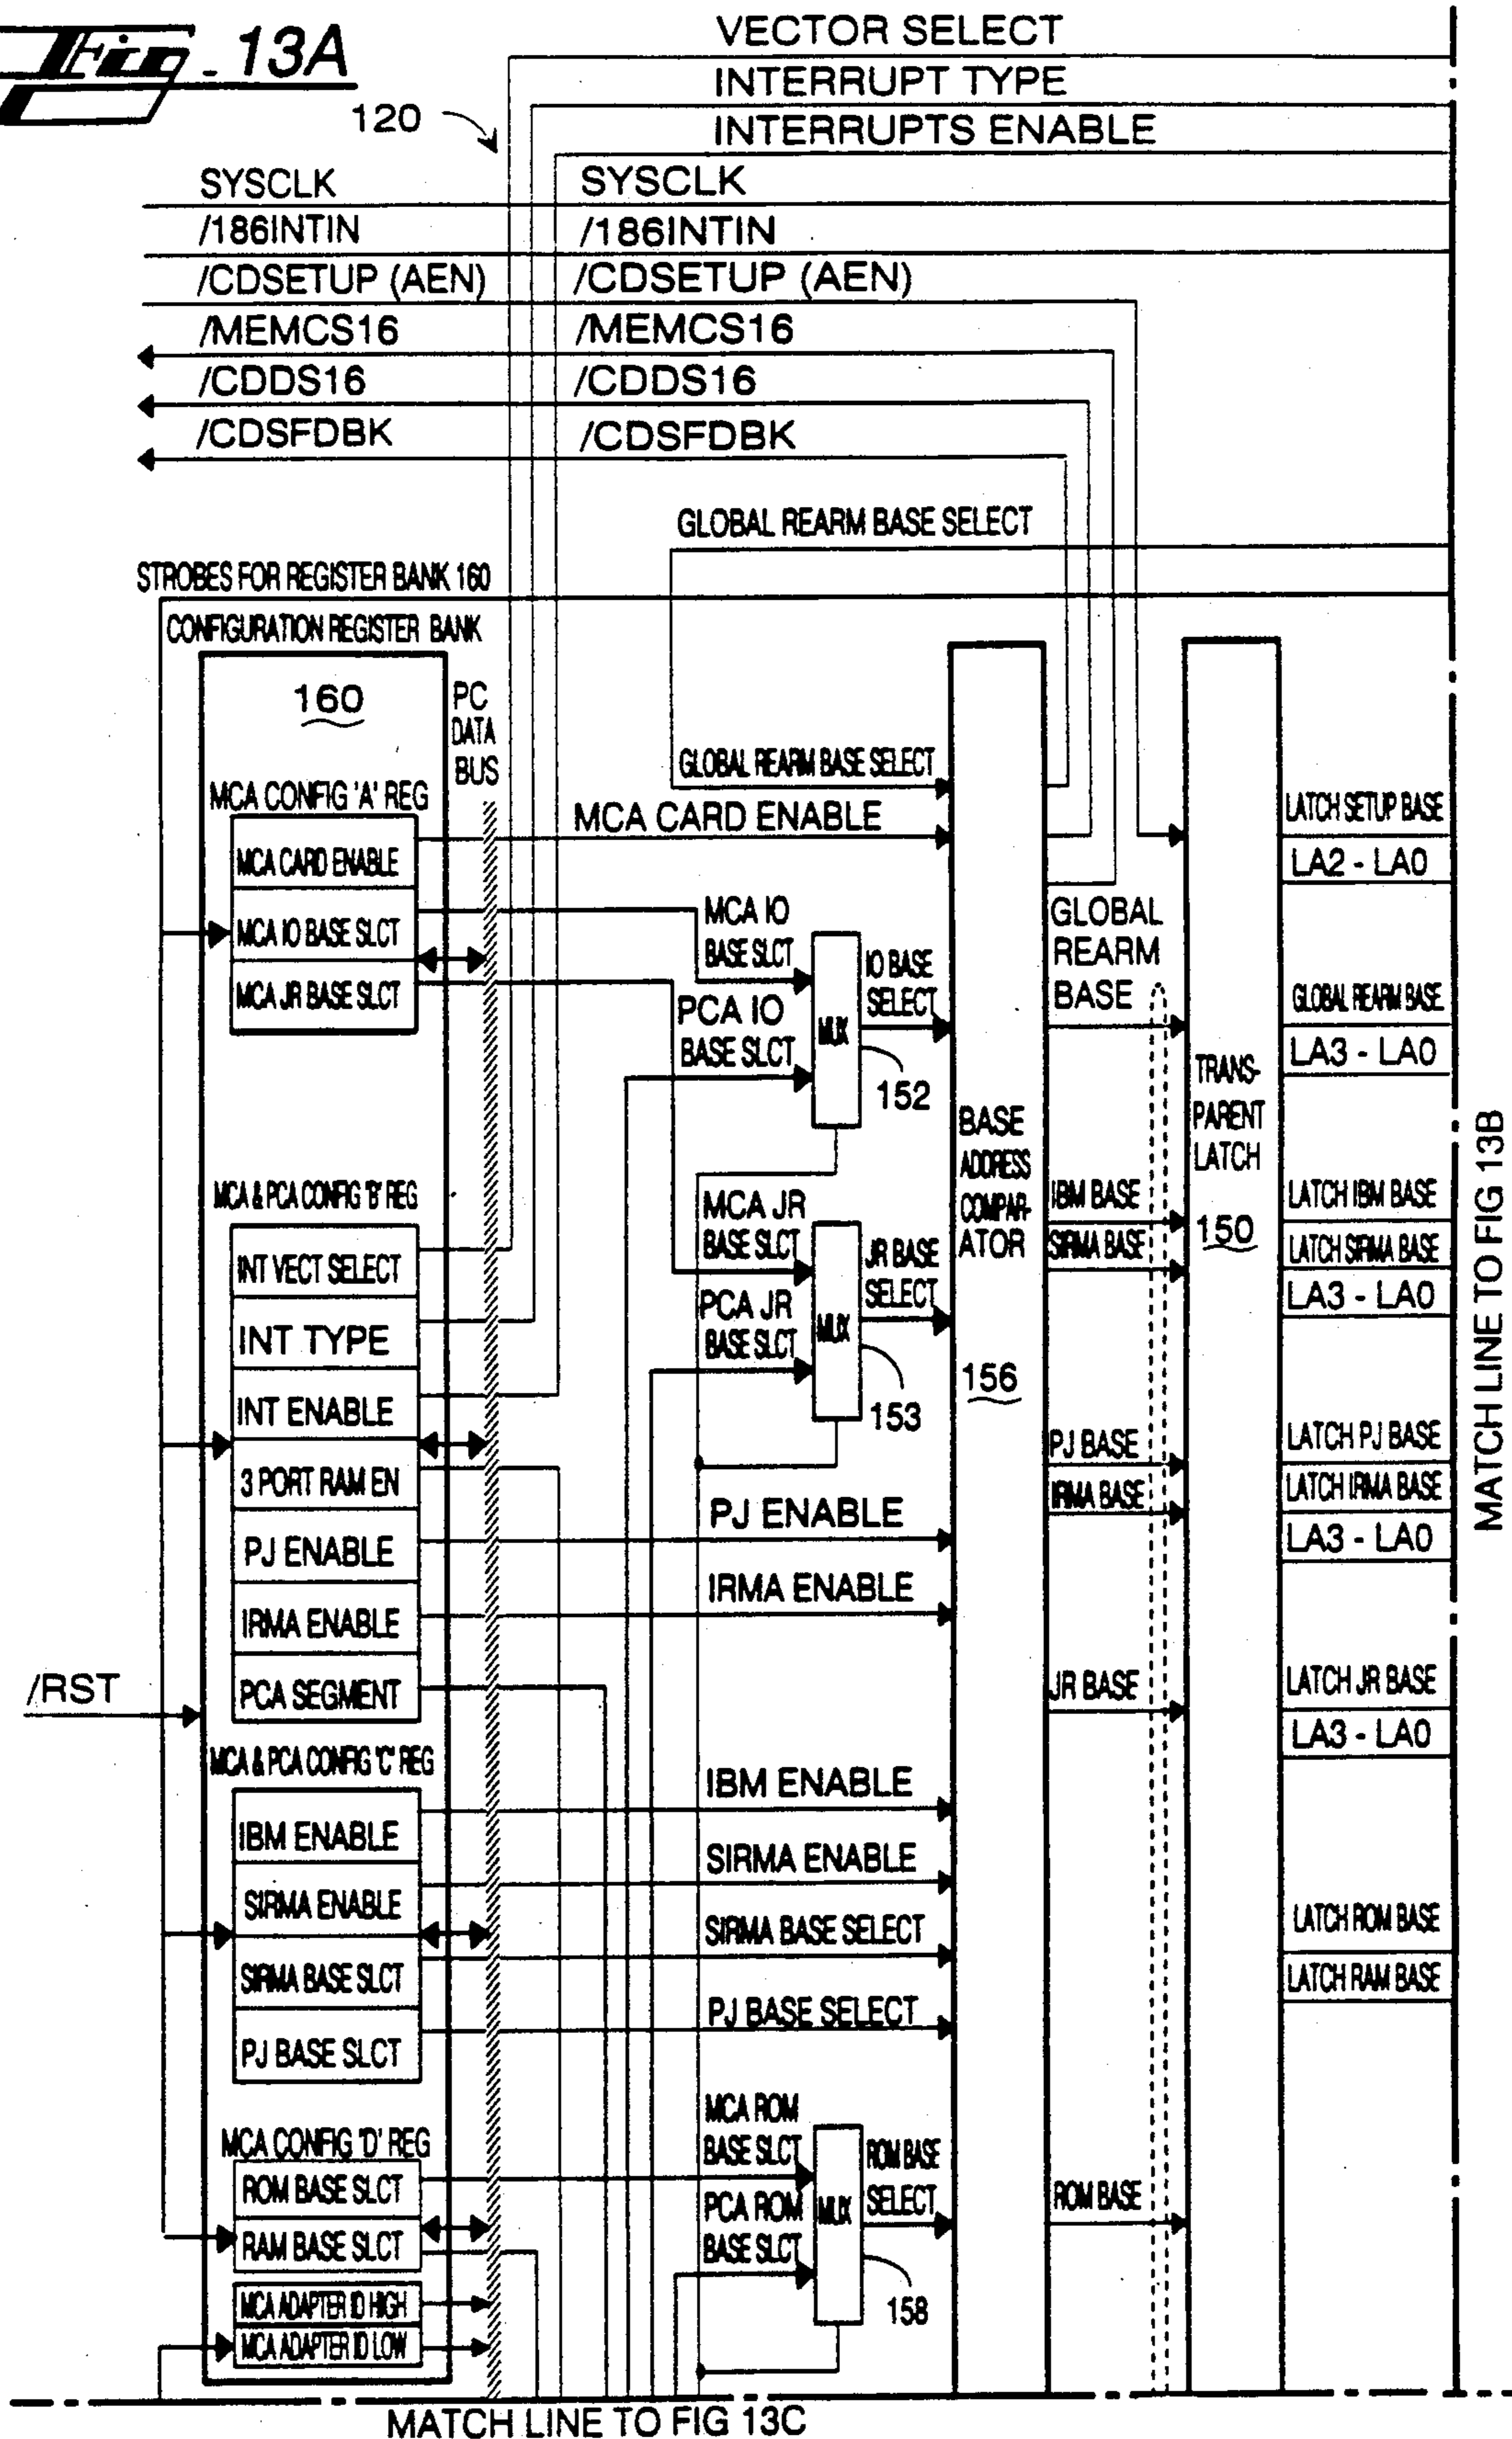 Fig. 13A
120
VECTOR SELECT
INTERRUPT TYPE
INTERRUPTS ENABLE
SYSCLK SYSCLK
/186INTIN /186INTIN
/CDSETUP (AEN) /CDSETUP (AEN)
/MEMCS16 /MEMCS16
/CDDS16 /CDDS16
/CDSFDBK /CDSFDBK
GLOBAL REARM BASE SELECT
STROBES FOR REGISTER BANK 160
CONFIGURATION REGISTER BANK
160
PC
DATA
BUS
MCA CONFIG 'A' REG
MCA CARD ENABLE
MCA IO BASE SLCT
MCA JR BASE SLCT
MCA & PCA CONFIG 'B' REG
INT VECT SELECT
INT TYPE
INT ENABLE
3 PORT RAM EN
PJ ENABLE
IRMA ENABLE
PCA SEGMENT
/RST
MCA & PCA CONFIG 'C' REG
IBM ENABLE
SIRMA ENABLE
SIRMA BASE SLCT
PJ BASE SLCT
MCA CONFIG 'D' REG
ROM BASE SLCT
RAM BASE SLCT
MCA ADAPTER ID HIGH
MCA ADAPTER ID LOW
GLOBAL REARM BASE SELECT
MCA CARD ENABLE
MCA IO
BASE SLCT
PCA IO
BASE SLCT
MUX
152
IO BASE
SELECT
MCA JR
BASE SLCT
PCA JR
BASE SLCT
MUX
153
JR BASE
SELECT
PJ ENABLE
IRMA ENABLE
IBM ENABLE
SIRMA ENABLE
SIRMA BASE SELECT
PJ BASE SELECT
MCA ROM
BASE SLCT
PCA ROM
BASE SLCT
MUX
158
ROM BASE
SELECT
BASE
ADDRESS
COMPAR-
ATOR
156
GLOBAL
REARM
BASE
IBM BASE
SIRMA BASE
PJ BASE
IRMA BASE
JR BASE
ROM BASE
TRANS-
PARENT
LATCH
150
LATCH SETUP BASE
LA2 - LA0
GLOBAL REARM BASE
LA3 - LA0
LATCH IBM BASE
LATCH SIRMA BASE
LA3 - LA0
LATCH PJ BASE
LATCH IRMA BASE
LA3 - LA0
LATCH JR BASE
LA3 - LA0
LATCH ROM BASE
LATCH RAM BASE
MATCH LINE TO FIG 13B
MATCH LINE TO FIG 13C